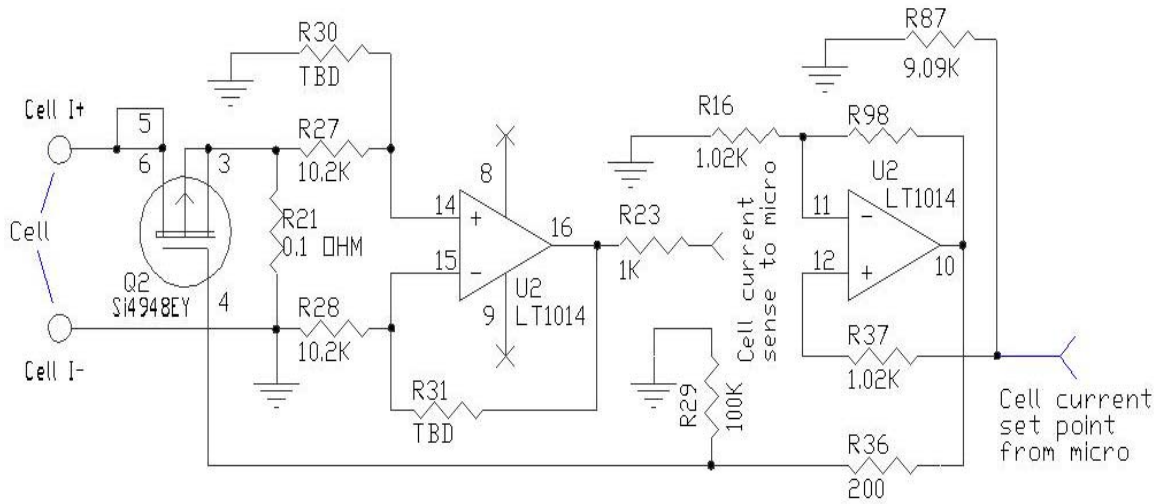 R30
TBD
R87
9.09K
Cell I+
5
6
3
R27
10.2K
R16
1.02K
R98
8
U2
LT1014
Cell
R21
0.1 OHM
14
+
15
-
16
R23
1K
11
-
12
+
10
Q2
Si4948EY
4
R28
10.2K
9
U2
LT1014
Cell current
sense to micro
R37
1.02K
Cell I-
R31
TBD
R29
100K
Cell current
set point
from micro
R36
200